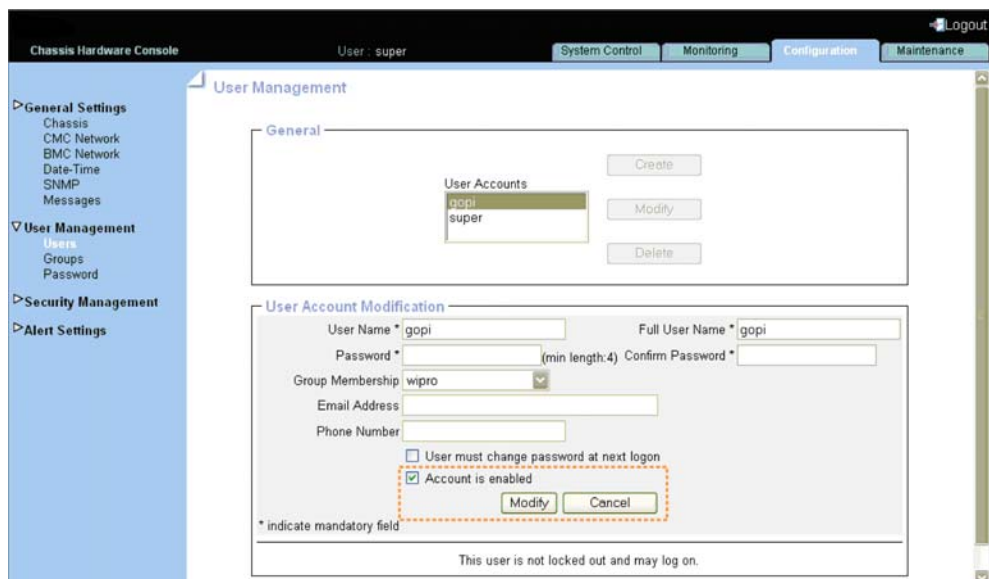 Logout
Chassis Hardware Console
User : super
System Control
Monitoring
Configuration
Maintenance
General Settings
Chassis
CMC Network
BMC Network
Date-Time
SNMP
Messages
User Management
Users
Groups
Password
Security Management
Alert Settings
User Management
General
User Accounts
gopi
super
Create
Modify
Delete
User Account Modification
User Name * gopi
Full User Name * gopi
Password * (min length:4) Confirm Password *
Group Membership wipro
Email Address
Phone Number
User must change password at next logon
Account is enabled
Modify Cancel
* indicate mandatory field
This user is not locked out and may log on.